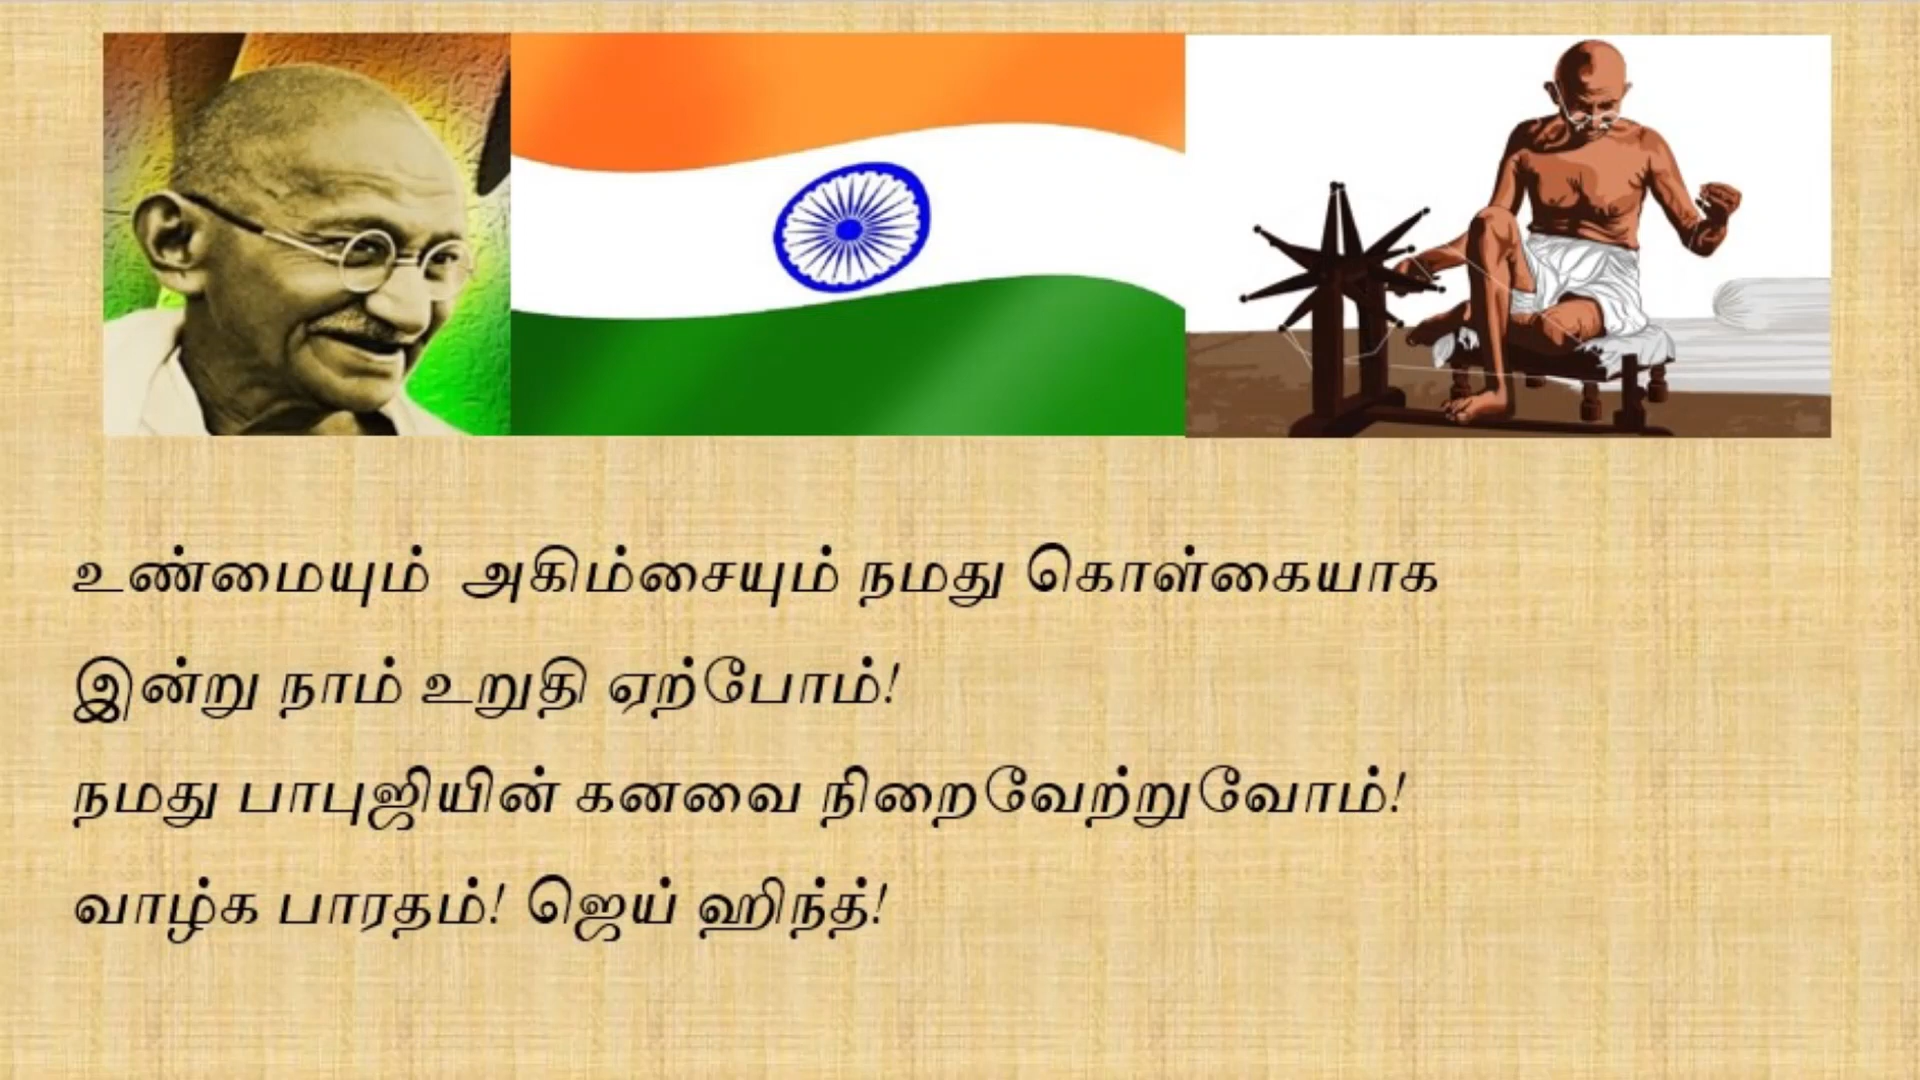 உண்மையும் அகிம்சையும் நமது கொள்கையாக
இன்று நாம் உறுதி ஏற்போம்!
நமது பாபுஜியின் கனவை நிறைவேற்றுவோம்!
வாழ்க பாரதம்! ஜெய் ஹிந்த்!